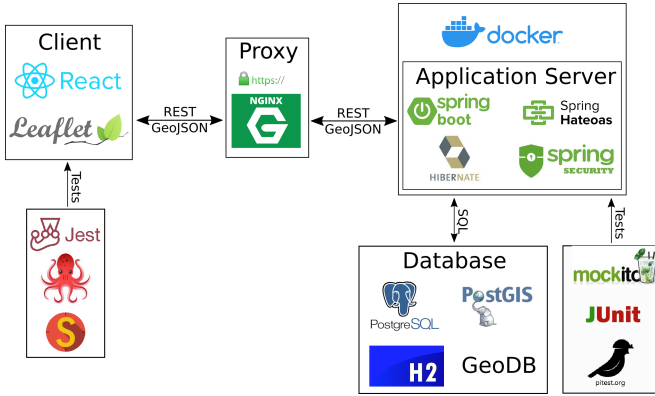 Client
React
Leaflet
Proxy
https://
NGINX
REST
GeoJSON
REST
GeoJSON
docker
Application Server
spring
boot
Spring
Hateoas
HIBERNATE
spring
SECURITY
Tests
Jest
S
SQL
Tests
Database
PostgreSQL
PostGIS
H2
GeoDB
mockito
JUnit
pitest.org